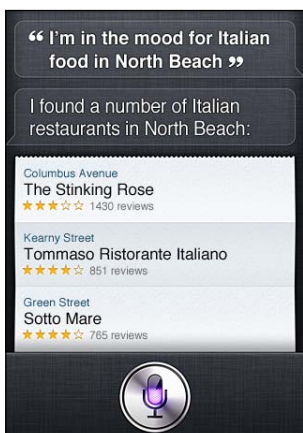 “ I’m in the mood for Italian
food in North Beach ”
I found a number of Italian
restaurants in North Beach:
Columbus Avenue
The Stinking Rose
1430 reviews
Kearny Street
Tommaso Ristorante Italiano
851 reviews
Green Street
Sotto Mare
765 reviews